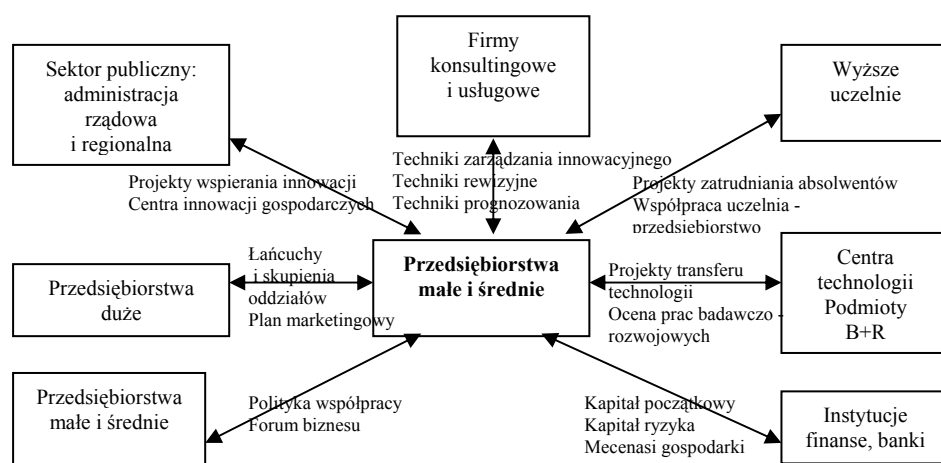 Firmy
konsultingowe
i usługowe
Sektor publiczny:
administracja
rządowa
i regionalna
Wyższe
uczelnie
Techniki zarządzania innowacyjnego
Techniki rewizyjne
Techniki prognozowania
Projekty wspierania innowacji
Centra innowacji gospodarczych
Projekty zatrudniania absolwentów
Współpraca uczelnia -
przedsiębiorstwo
Przedsiębiorstwa
duże
Łańcuchy
i skupienia
oddziałów
Plan marketingowy
Przedsiębiorstwa
małe i średnie
Projekty transferu
technologii
Ocena prac badawczo -
rozwojowych
Centra
technologii
Podmioty
B+R
Przedsiębiorstwa
małe i średnie
Polityka współpracy
Forum biznesu
Kapitał początkowy
Kapitał ryzyka
Mecenasi gospodarki
Instytucje
finanse, banki